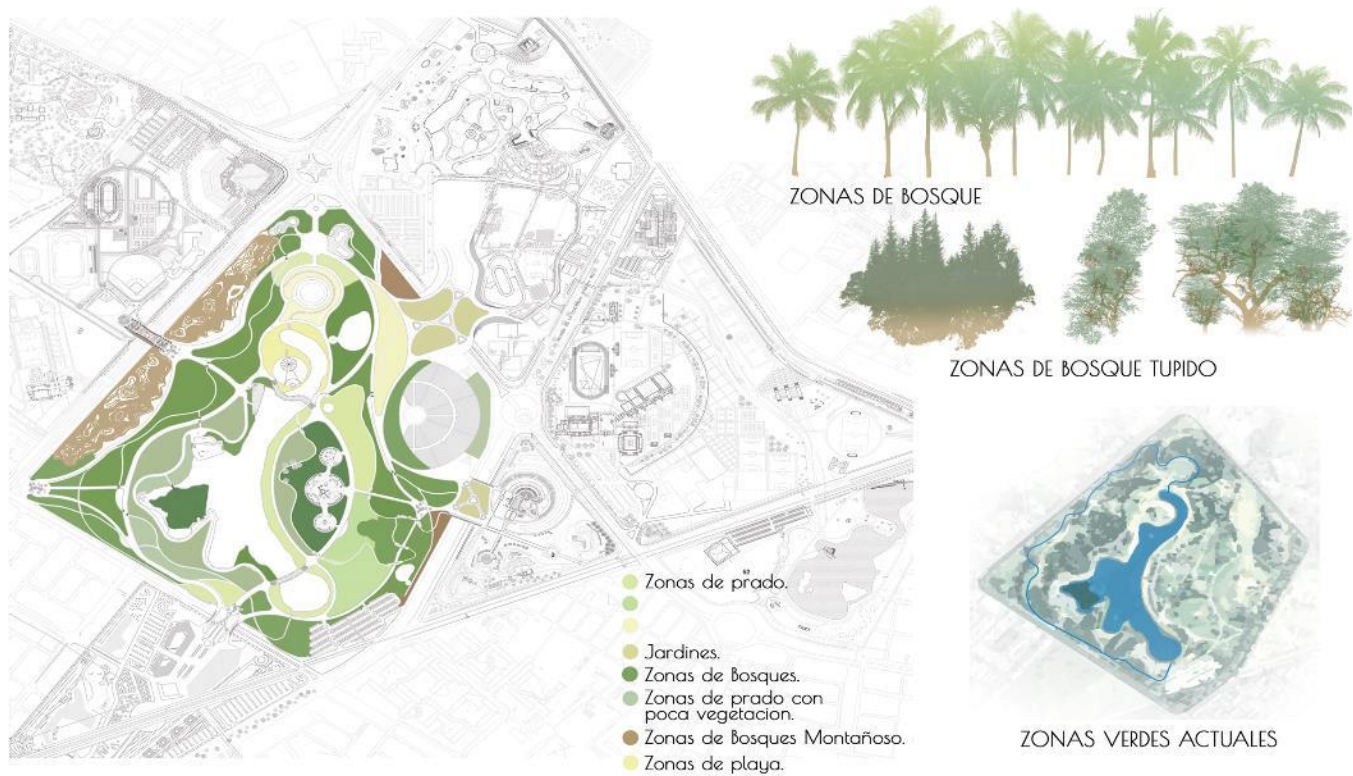 ZONAS DE BOSQUE
ZONAS DE BOSQUE TUPIDO
Zonas de prado.
Jardines.
Zonas de Bosques.
Zonas de prado con
poca vegetacion.
Zonas de Bosques Montañoso.
Zonas de playa.
ZONAS VERDES ACTUALES